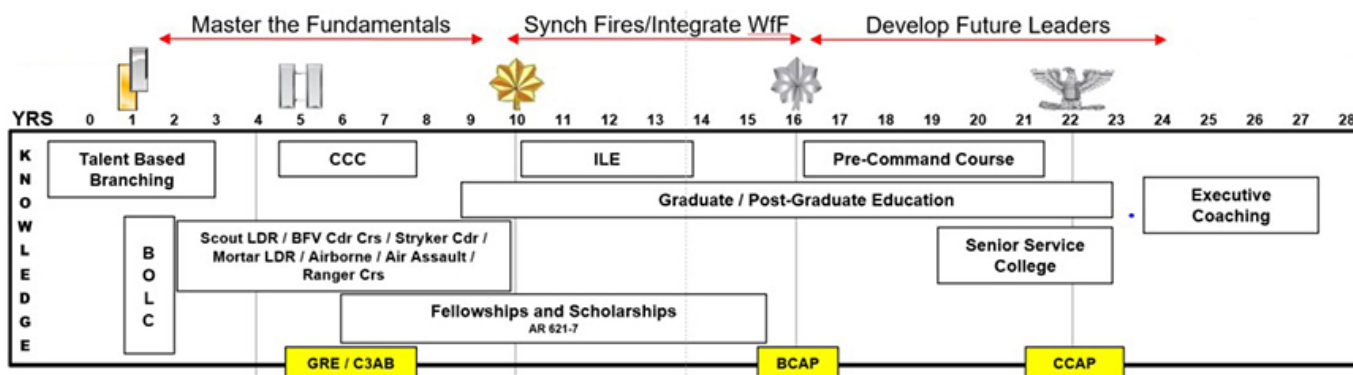 Master the Fundamentals
Synch Fires/Integrate WfF
Develop Future Leaders
YRS 0 1 2 3 4 5 6 7 8 9 10 11 12 13 14 15 16 17 18 19 20 21 22 23 24 25 26 27 28
KNOWLEDGE
Talent Based
Branching
CCC
ILE
Pre-Command Course
Graduate / Post-Graduate Education
Executive
Coaching
BOLC
Scout LDR / BFV Cdr Crs / Stryker Cdr /
Mortar LDR / Airborne / Air Assault /
Ranger Crs
Senior Service
College
Fellowships and Scholarships
AR 621-7
GRE / C3AB
BCAP
CCAP